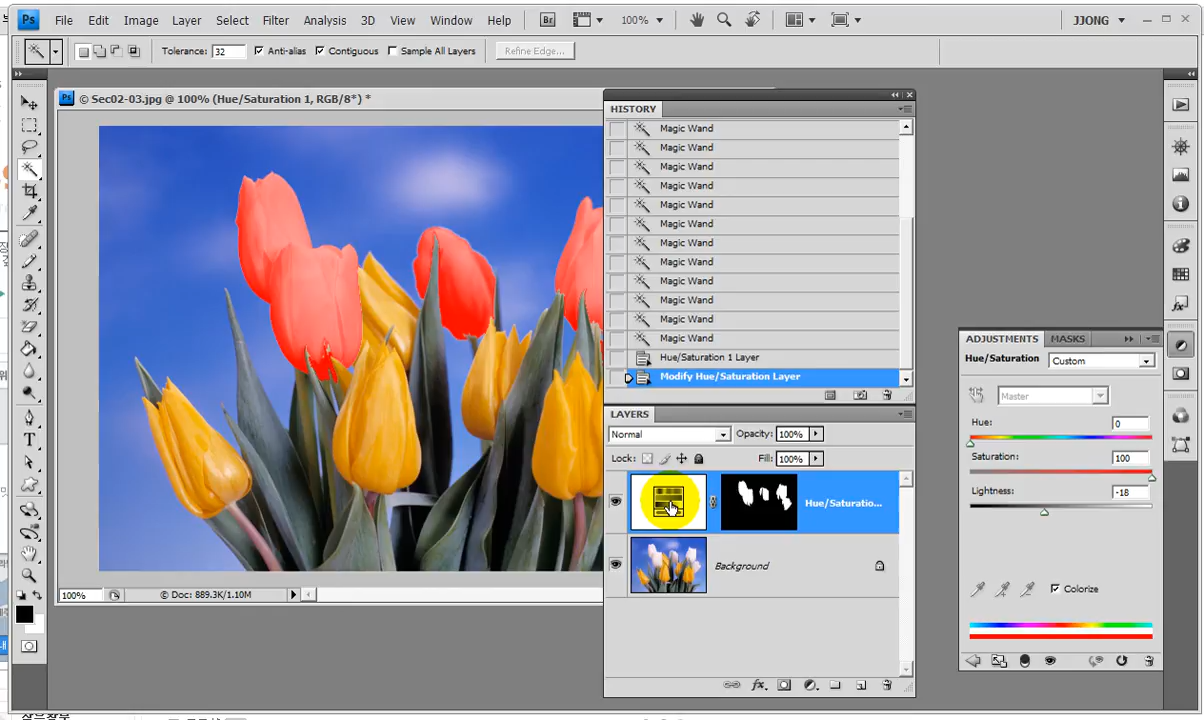 Ps File Edit Image Layer Select Filter Analysis 3D View Window Help Br 100% JJONG
Tolerance: 32 Anti-alias Contiguous Sample All Layers Refine Edge...
© Sec02-03.jpg @ 100% (Hue/Saturation 1, RGB/8*) *
HISTORY
Magic Wand
Magic Wand
Magic Wand
Magic Wand
Magic Wand
Magic Wand
Magic Wand
Magic Wand
Magic Wand
Magic Wand
Magic Wand
Magic Wand
Hue/Saturation 1 Layer
Modify Hue/Saturation Layer
LAYERS
Normal Opacity: 100%
Lock: Fill: 100%
Hue/Saturatio...
Background
ADJUSTMENTS MASKS
Hue/Saturation Custom
Master
Hue: 0
Saturation: 100
Lightness: -18
Colorize
100% © Doc: 889.3K/1.10M